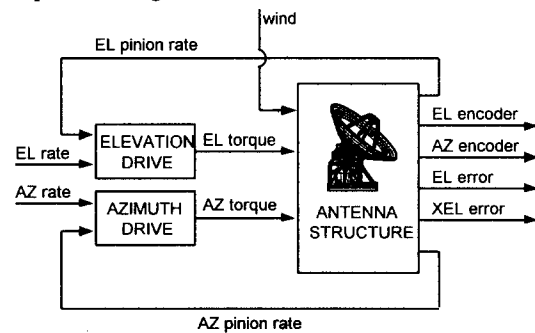 wind
EL pinion rate
ELEVATION
DRIVE
EL rate
EL torque
AZ rate
AZIMUTH
DRIVE
AZ torque
ANTENNA
STRUCTURE
EL encoder
AZ encoder
EL error
XEL error
AZ pinion rate